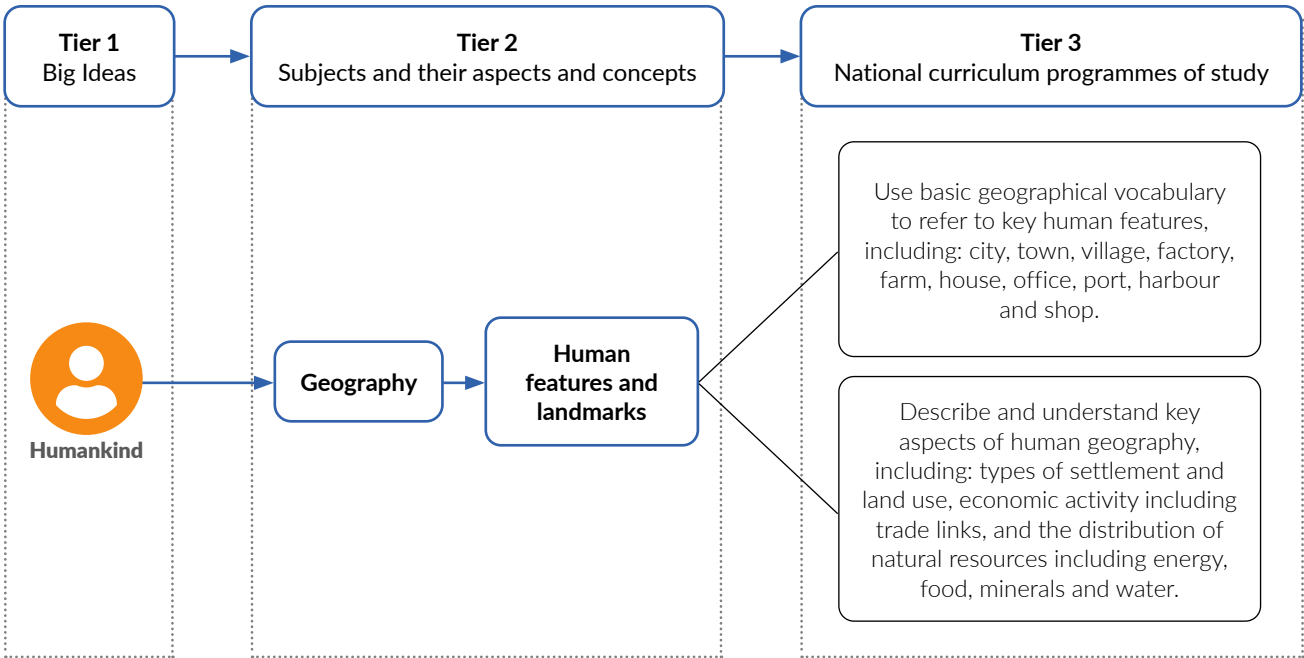 Tier 1
Big Ideas
Tier 2
Subjects and their aspects and concepts
Tier 3
National curriculum programmes of study
Humankind
Geography
Human
features and
landmarks
Use basic geographical vocabulary
to refer to key human features,
including: city, town, village, factory,
farm, house, office, port, harbour
and shop.
Describe and understand key
aspects of human geography,
including: types of settlement and
land use, economic activity including
trade links, and the distribution of
natural resources including energy,
food, minerals and water.